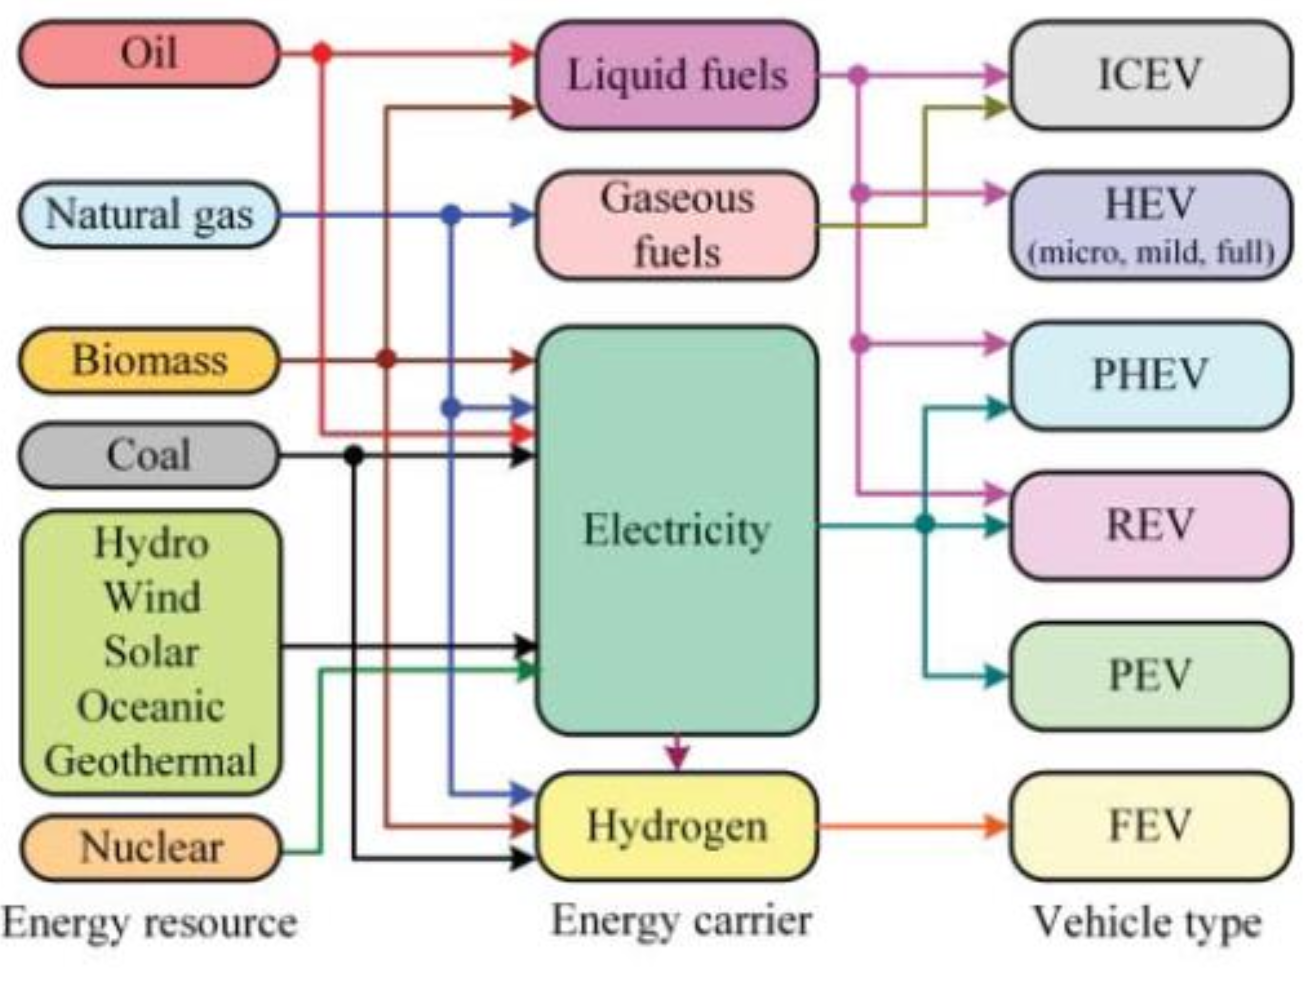 Oil
Natural gas
Biomass
Coal
Hydro
Wind
Solar
Oceanic
Geothermal
Nuclear
Energy resource
Liquid fuels
Gaseous
fuels
Electricity
Hydrogen
Energy carrier
ICEV
HEV
(micro, mild, full)
PHEV
REV
PEV
FEV
Vehicle type